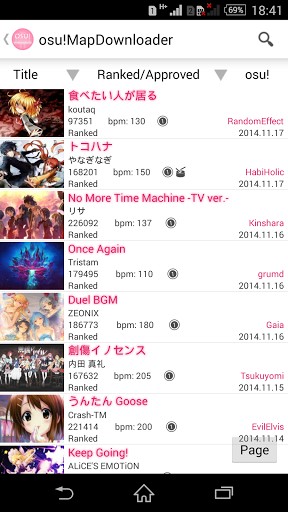 H 69% 18:41
osu! osu!MapDownloader
Title Ranked/Approved osu!
食べたい人が居る
koutaq
97351 bpm: 130 RandomEffect
Ranked 2014.11.17
トコハナ
やなぎなぎ
168201 bpm: 150 HabiHolic
Ranked 2014.11.17
No More Time Machine -TV ver.-
リサ
226092 bpm: 137 Kinshara
Ranked 2014.11.16
Once Again
Tristam
179495 bpm: 110 grumd
Ranked 2014.11.16
Duel BGM
ZEONIX
186773 bpm: 180 Gaia
Ranked 2014.11.16
創傷イノセンス
内田 真礼
167632 bpm: 205 Tsukuyomi
Ranked 2014.11.15
うんたん Goose
Crash-TM
221414 bpm: 200 EvilElvis
Ranked 2014.11.14
Keep Going!
ALiCE'S EMOTiON
Page